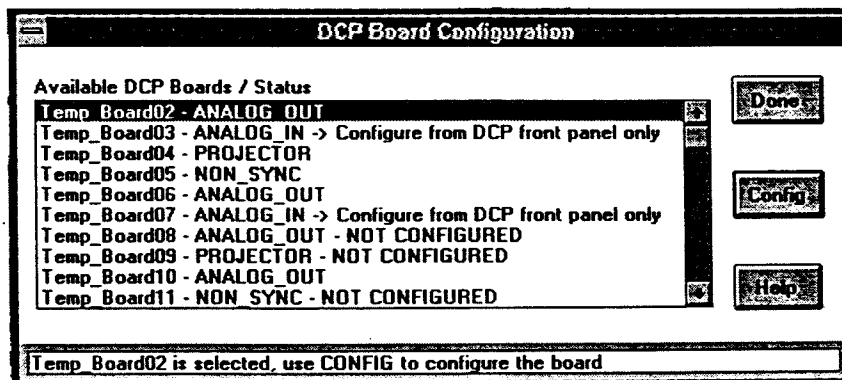 DCP Board Configuration
Available DCP Boards / Status
Temp_Board02 - ANALOG_OUT
Temp_Board03 - ANALOG_IN -> Configure from DCP front panel only
Temp_Board04 - PROJECTOR
Temp_Board05 - NON_SYNC
Temp_Board06 - ANALOG_OUT
Temp_Board07 - ANALOG_IN -> Configure from DCP front panel only
Temp_Board08 - ANALOG_OUT - NOT CONFIGURED
Temp_Board09 - PROJECTOR - NOT CONFIGURED
Temp_Board10 - ANALOG_OUT
Temp_Board11 - NON_SYNC - NOT CONFIGURED
Done
Config
Help
Temp_Board02 is selected, use CONFIG to configure the board